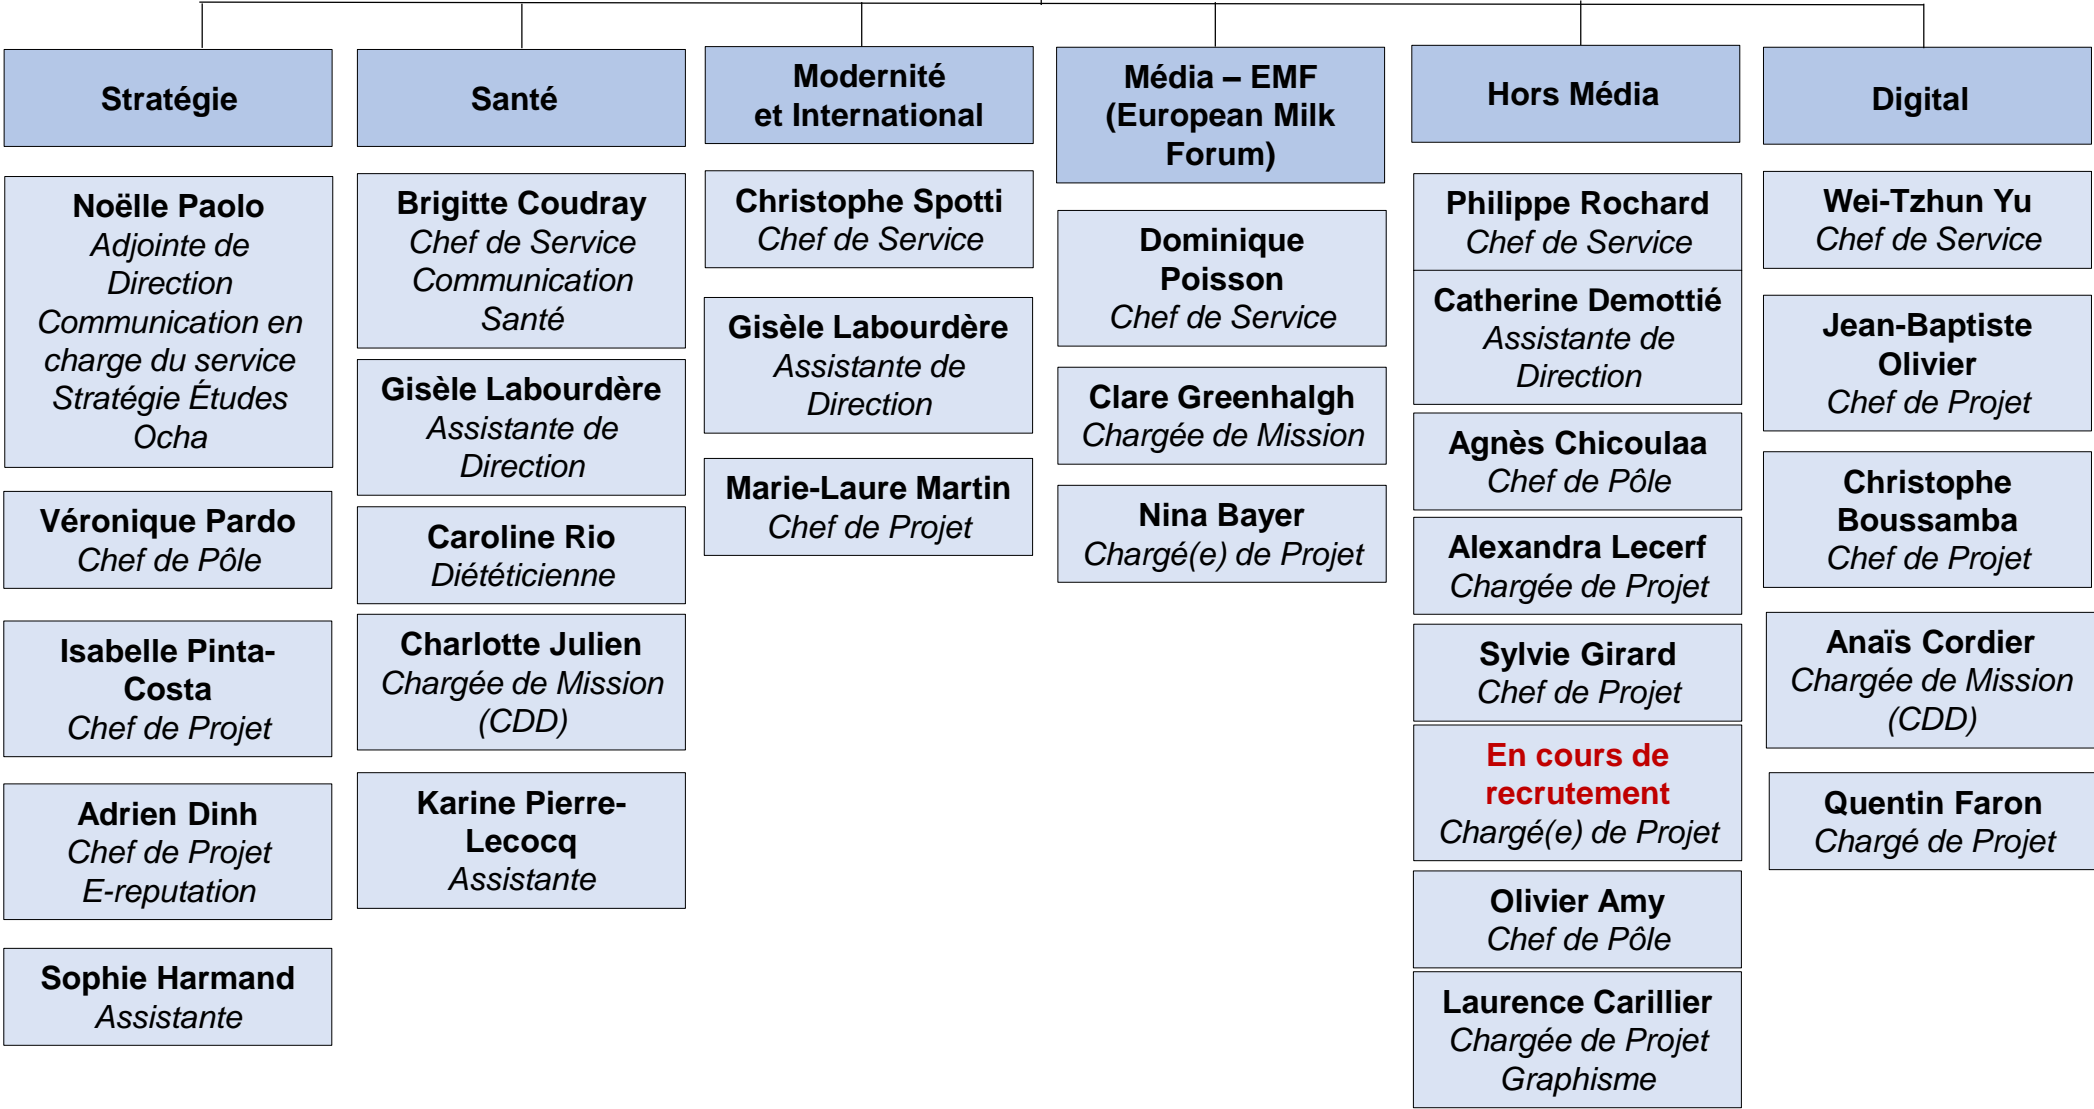 Stratégie
Noëlle Paolo
Adjointe de
Direction
Communication en
charge du service
Stratégie Études
Ocha
Véronique Pardo
Chef de Pôle
Isabelle Pinta-
Costa
Chef de Projet
Adrien Dinh
Chef de Projet
E-reputation
Sophie Harmand
Assistante
Santé
Brigitte Coudray
Chef de Service
Communication
Santé
Gisèle Labourdère
Assistante de
Direction
Caroline Rio
Diététicienne
Charlotte Julien
Chargée de Mission
(CDD)
Karine Pierre-
Lecocq
Assistante
Modernité
et International
Christophe Spotti
Chef de Service
Gisèle Labourdère
Assistante de
Direction
Marie-Laure Martin
Chef de Projet
Média – EMF
(European Milk
Forum)
Dominique
Poisson
Chef de Service
Clare Greenhalgh
Chargée de Mission
Nina Bayer
Chargé(e) de Projet
Hors Média
Philippe Rochard
Chef de Service
Catherine Demottié
Assistante de
Direction
Agnès Chicoulaa
Chef de Pôle
Alexandra Lecerf
Chargée de Projet
Sylvie Girard
Chef de Projet
En cours de
recrutement
Chargé(e) de Projet
Olivier Amy
Chef de Pôle
Laurence Carillier
Chargée de Projet
Graphisme
Digital
Wei-Tzhun Yu
Chef de Service
Jean-Baptiste
Olivier
Chef de Projet
Christophe
Boussamba
Chef de Projet
Anaïs Cordier
Chargée de Mission
(CDD)
Quentin Faron
Chargé de Projet